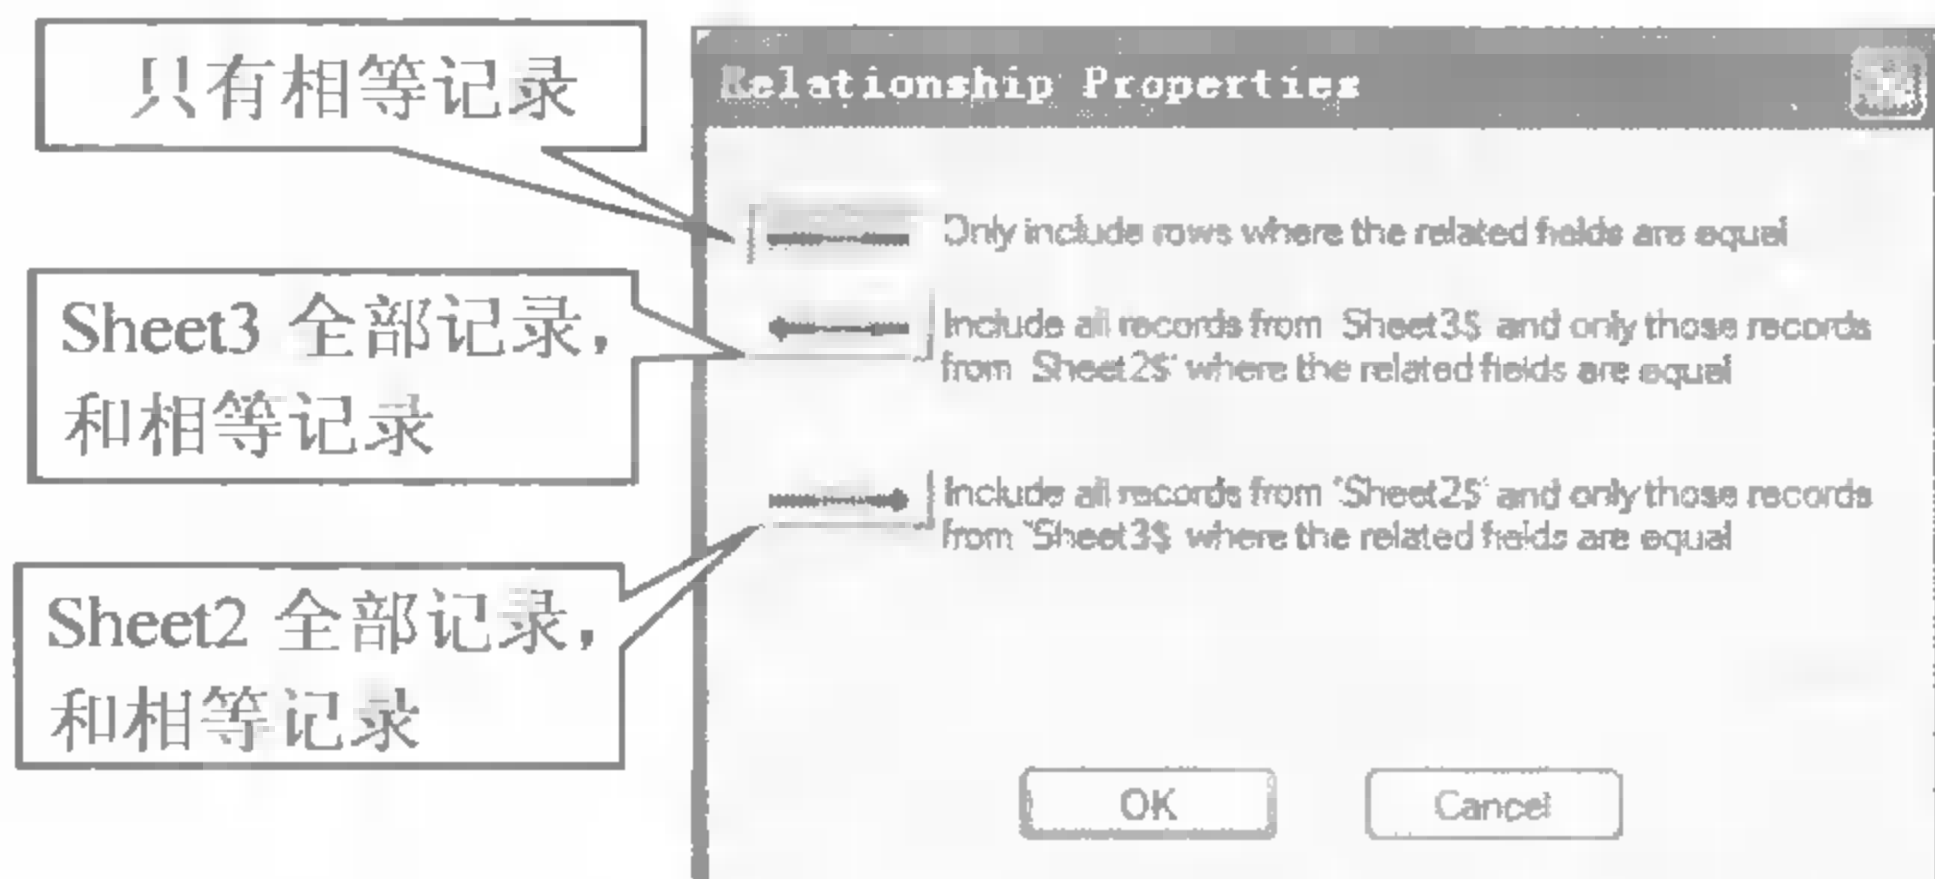 只有相等记录
Sheet3 全部记录，
和相等记录
Sheet2 全部记录，
和相等记录
Relationship Properties
Only include rows where the related fields are equal
Include all records from `Sheet3$` and only those records
from `Sheet2$` where the related fields are equal
Include all records from `Sheet2$` and only those records
from `Sheet3$` where the related fields are equal
OK
Cancel